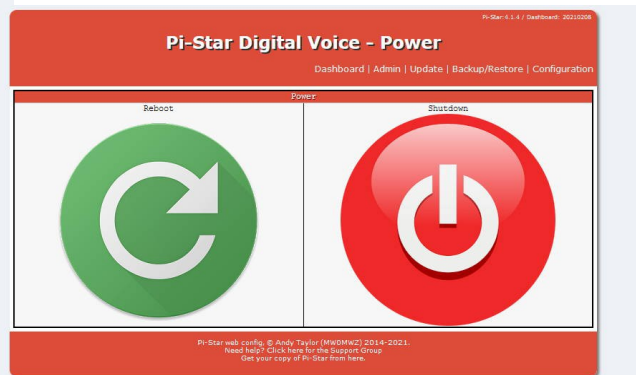 Pi-Star:4.1.4 / Dashboard: 20210208
Pi-Star Digital Voice - Power
Dashboard | Admin | Update | Backup/Restore | Configuration
Power
Reboot
Shutdown
Pi-Star web config, © Andy Taylor (MW0MWZ) 2014-2021.
Need help? Click here for the Support Group
Get your copy of Pi-Star from here.